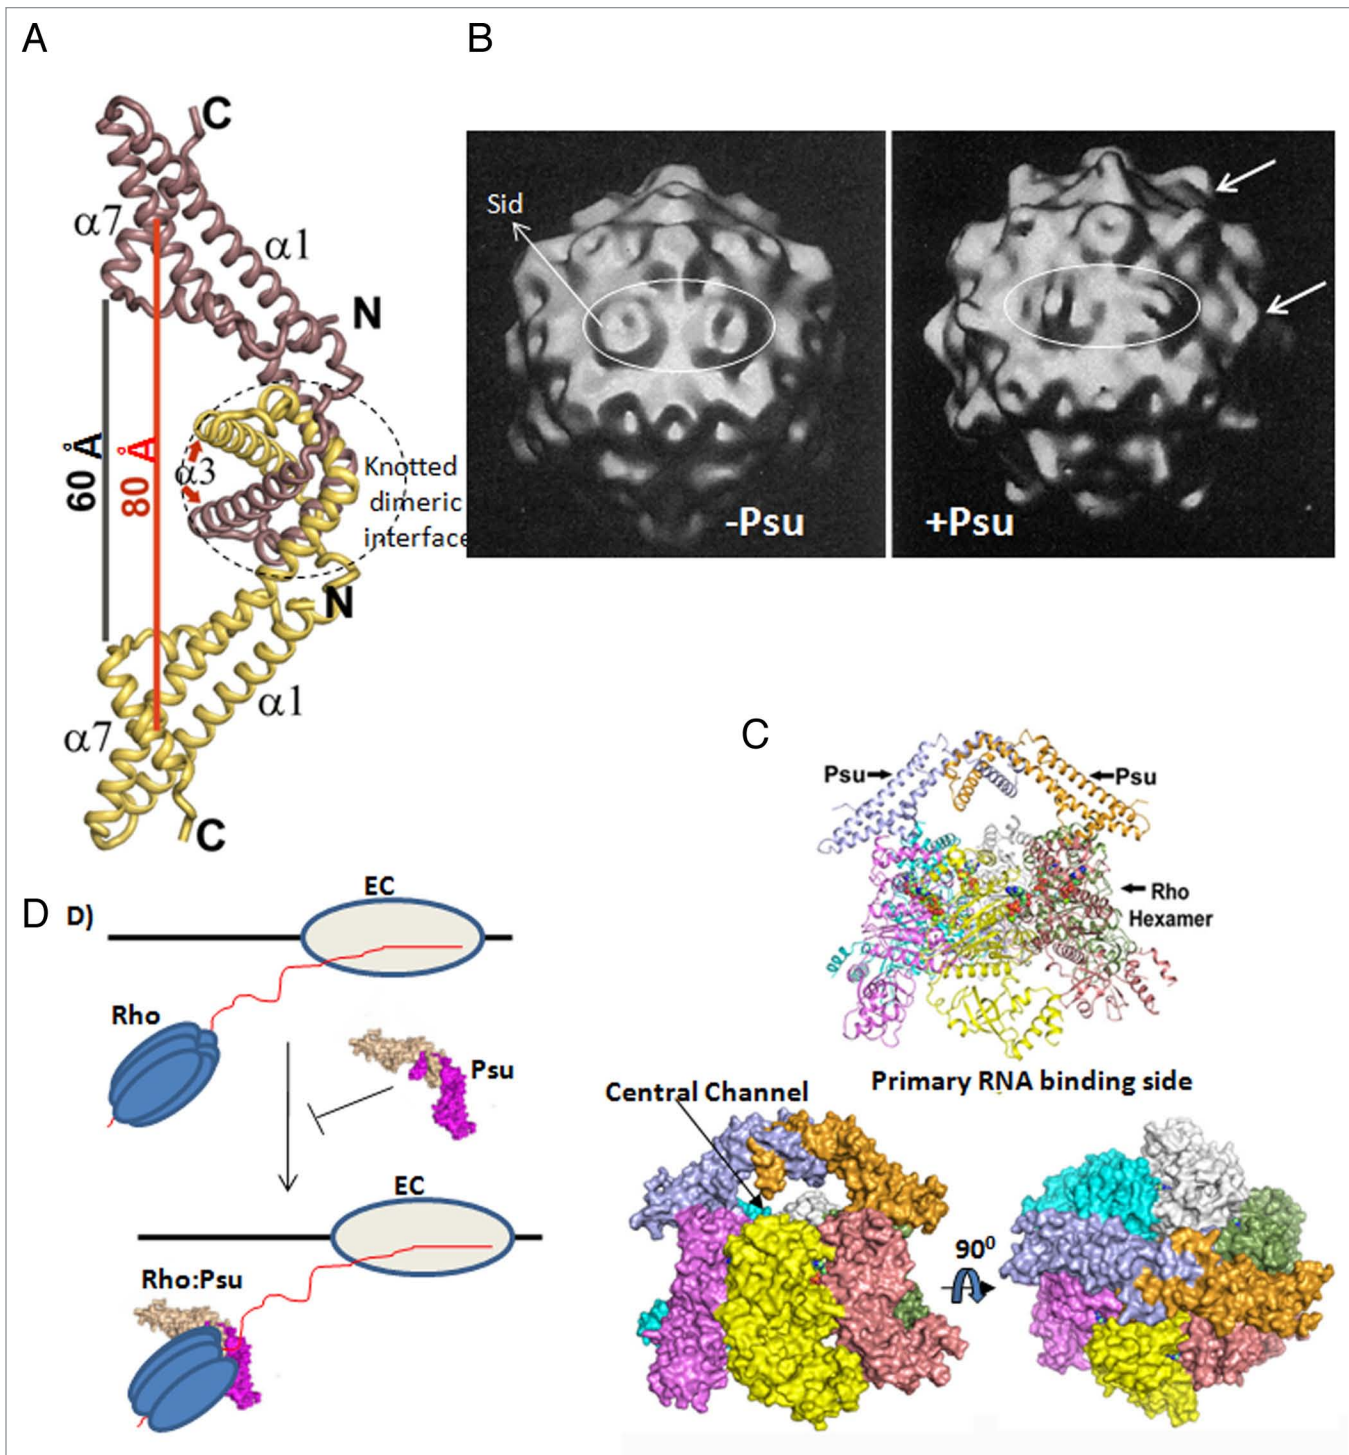 A
C
α7
α1
N
60 Å
80 Å
α3
Knotted
dimeric
interface
N
α1
α7
C
B
Sid
-Psu
+Psu
C
Psu
Psu
Rho
Hexamer
Primary RNA binding side
Central Channel
90⁰
D D)
EC
Rho
Psu
EC
Rho:Psu